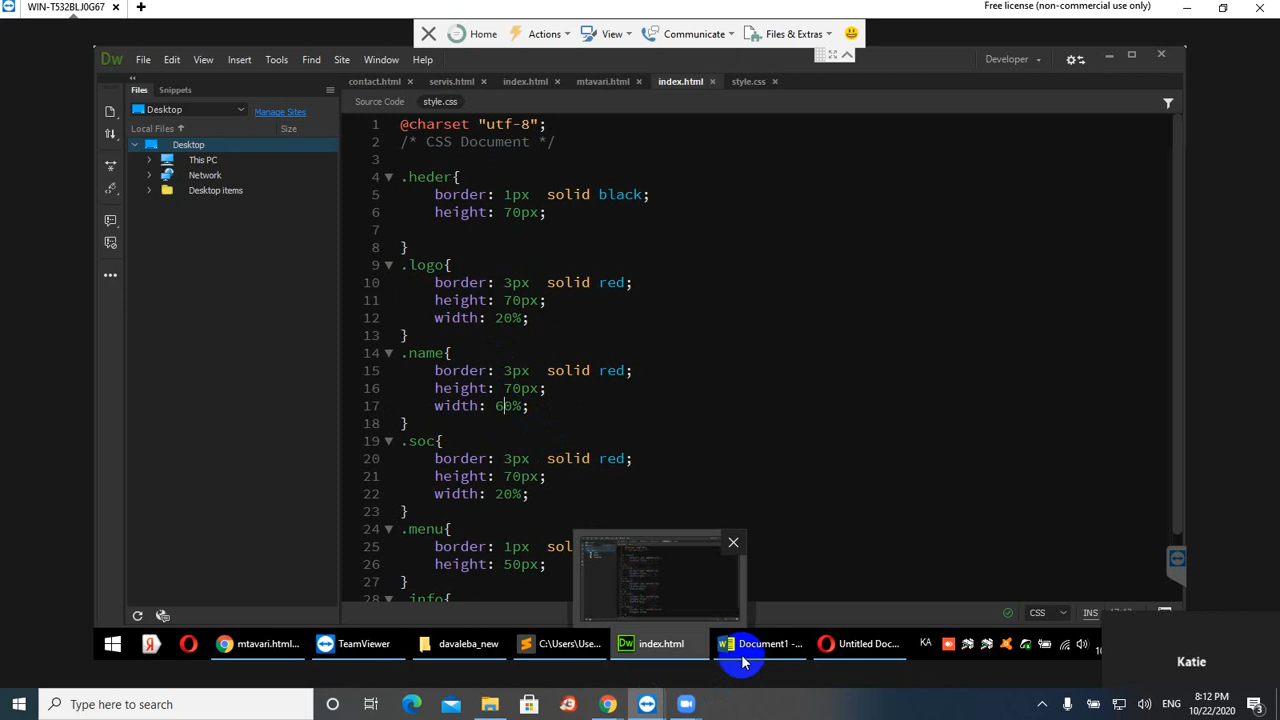 WIN-T532BLJ0G67
Free license (non-commercial use only)
Home Actions View Communicate Files & Extras
Dw File Edit View Insert Tools Find Site Window Help
Developer
Files Snippets
contact.html servis.html index.html mtavari.html index.html style.css
Desktop Manage Sites
Source Code style.css
Local Files Size
Desktop
This PC
Network
Desktop items
1 @charset "utf-8";
2 /* CSS Document */
3
4 .heder{
5 border: 1px solid black;
6 height: 70px;
7
8 }
9 .logo{
10 border: 3px solid red;
11 height: 70px;
12 width: 20%;
13 }
14 .name{
15 border: 3px solid red;
16 height: 70px;
17 width: 60%;
18 }
19 .soc{
20 border: 3px solid red;
21 height: 70px;
22 width: 20%;
23 }
24 .menu{
25 border: 1px sol
26 height: 50px;
27 }
28 .info{
CSS INS
Я mtavari.html... TeamViewer davaleba_new C:\Users\Use... Dw index.html Document1 -... Untitled Doc... KA
Katie
Type here to search
ENG
8:12 PM
10/22/2020
3